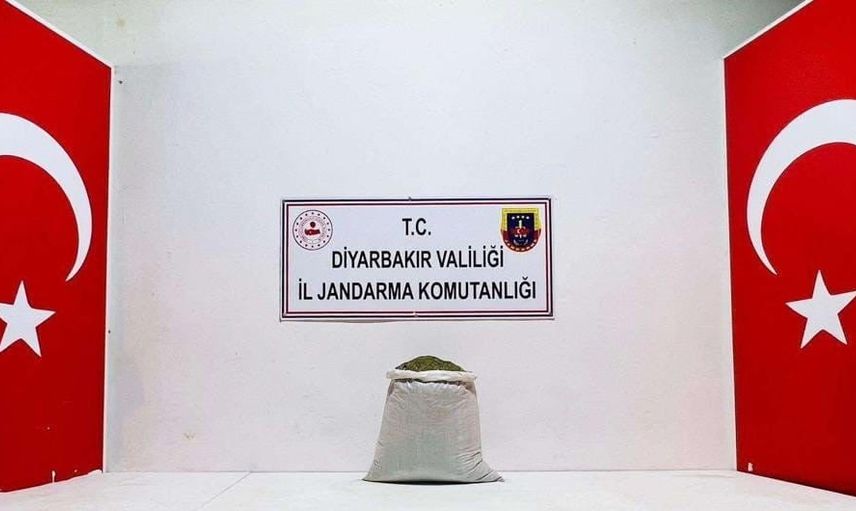 T.C.
DİYARBAKIR VALİLİĞİ
İL JANDARMA KOMUTANLIĞI